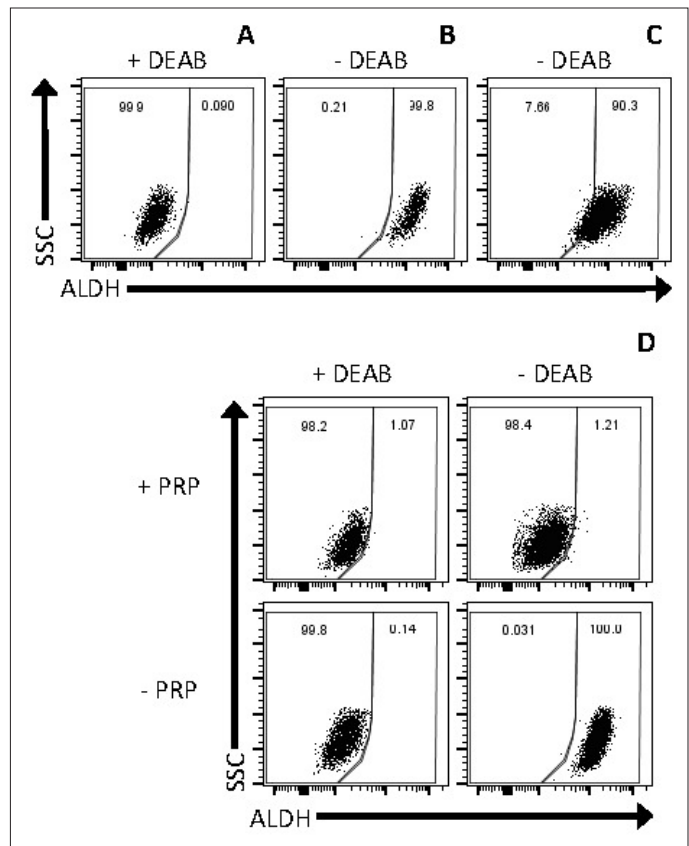 A B C
+ DEAB - DEAB - DEAB
99.9 0.090 0.21 99.8 7.66 90.3
SSC
ALDH
D
+ DEAB - DEAB
98.2 1.07 98.4 1.21
+ PRP
99.8 0.14 0.031 100.0
- PRP
SSC
ALDH